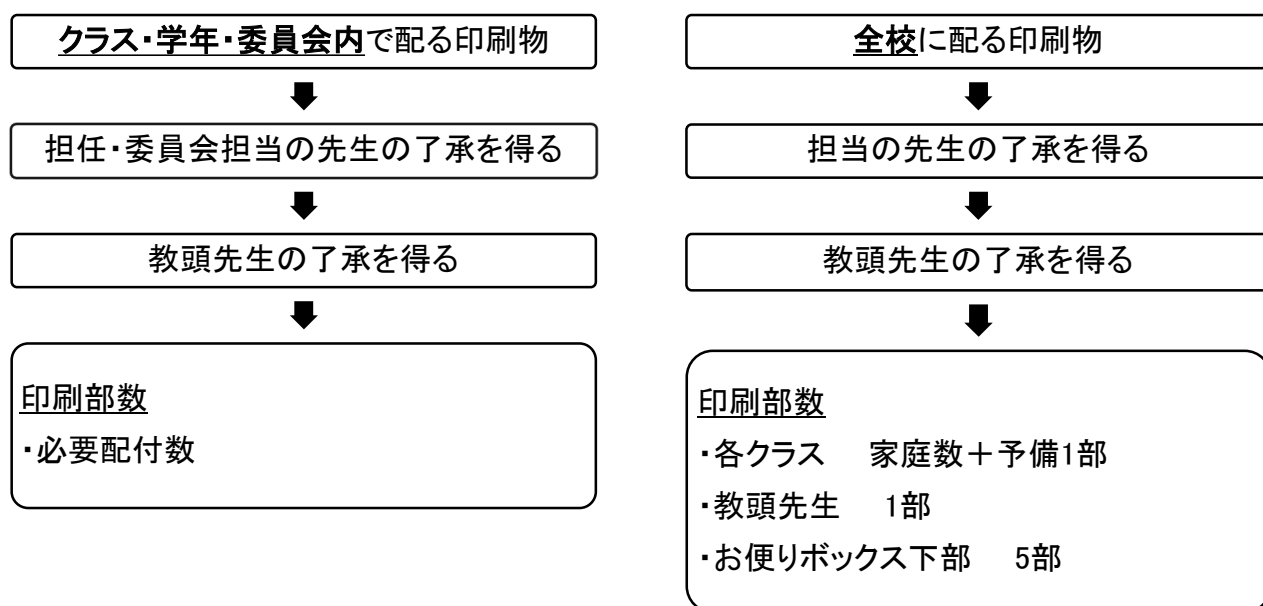 クラス・学年・委員会内で配る印刷物
担任・委員会担当の先生の了承を得る
教頭先生の了承を得る
印刷部数
・必要配付数
全校に配る印刷物
担当の先生の了承を得る
教頭先生の了承を得る
印刷部数
・各クラス　家庭数＋予備1部
・教頭先生　1部
・お便りボックス下部　5部